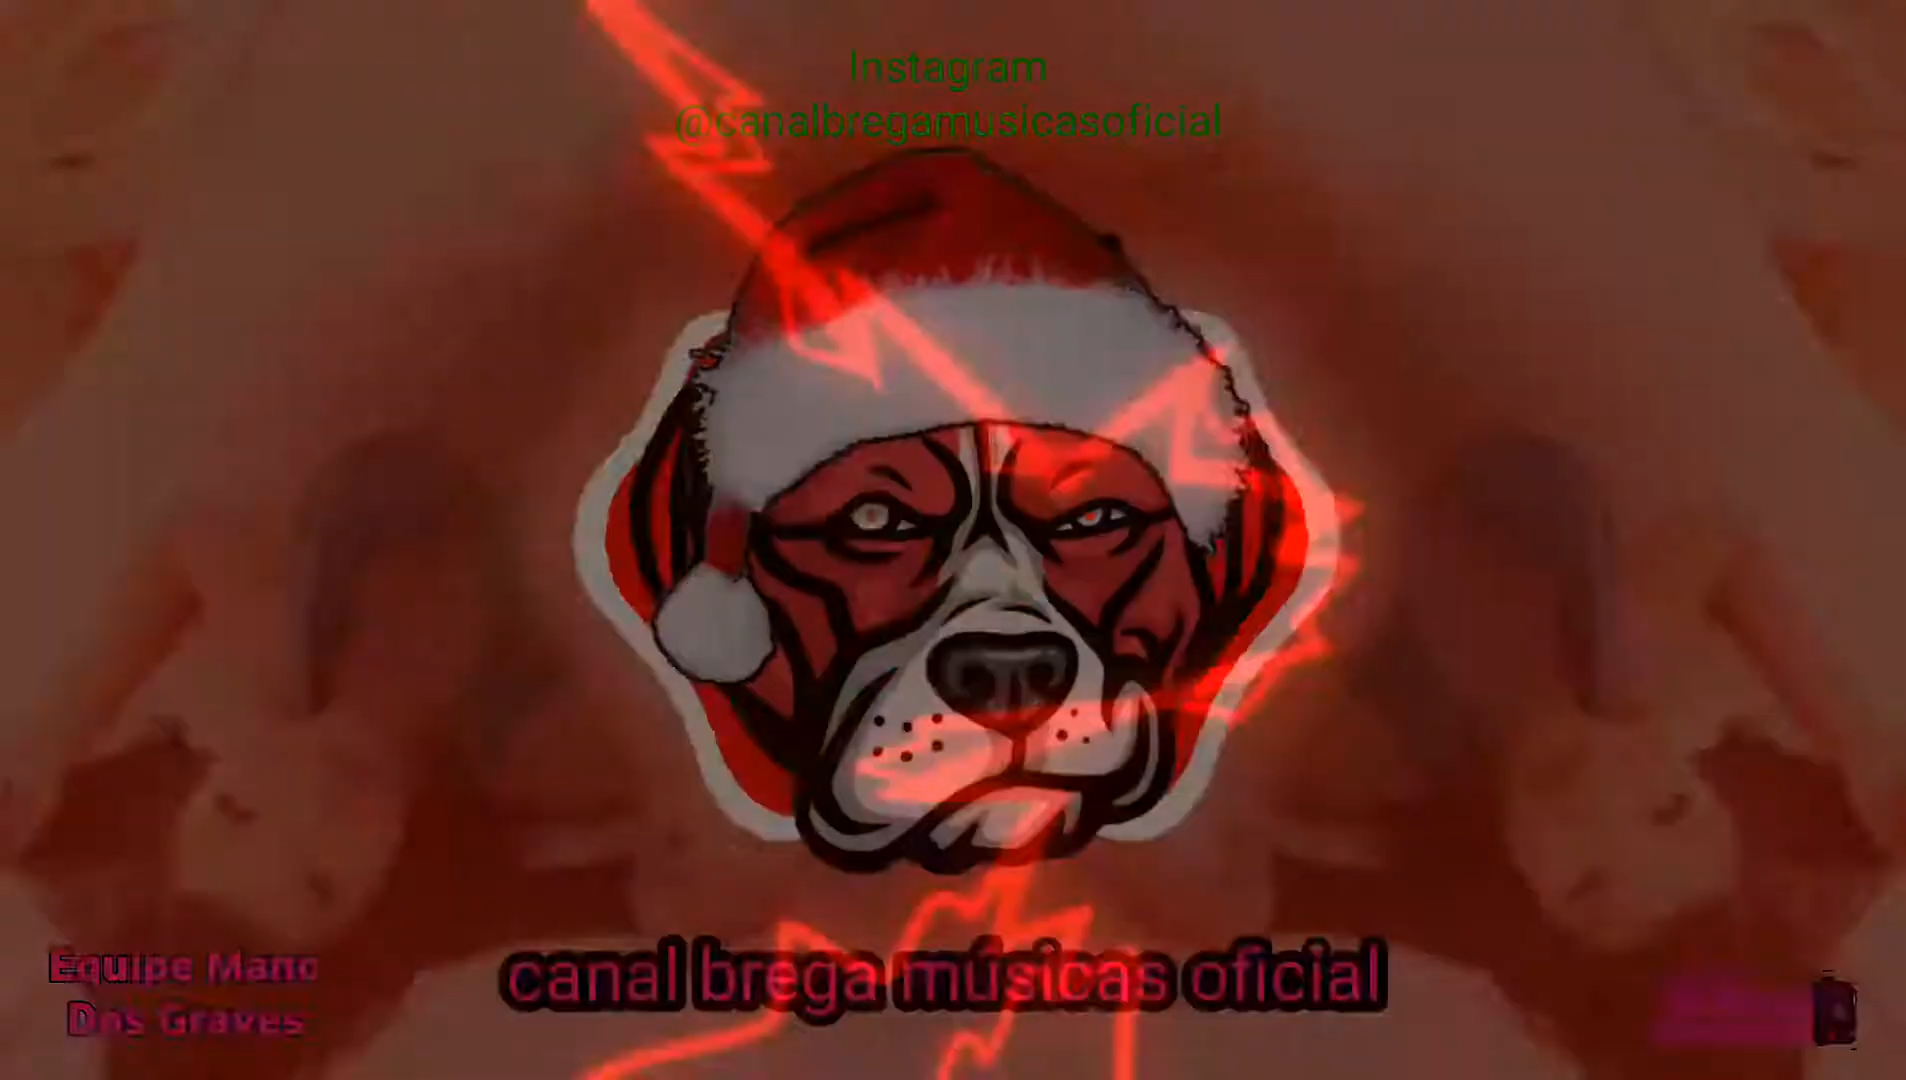 Instagram
@canalbregamusicasoficial
canal brega músicas oficial
Equipe Mano
Dos Graves